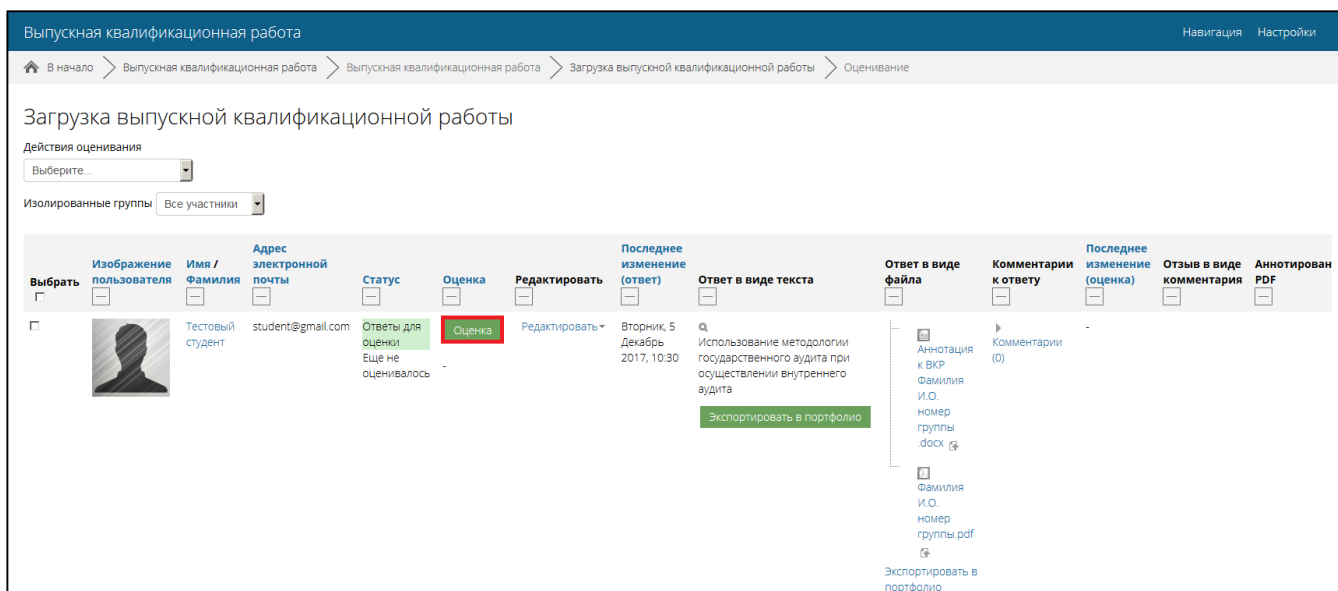 Выпускная квалификационная работа
Навигация Настройки
В начало Выпускная квалификационная работа Выпускная квалификационная работа Загрузка выпускной квалификационной работы Оценивание
Загрузка выпускной квалификационной работы
Действия оценивания
Выберите...
Изолированные группы Все участники
Выбрать
Изображение
пользователя
Имя /
Фамилия
Адрес
электронной
почты
Статус
Оценка
Редактировать
Последнее
изменение
(ответ)
Ответ в виде текста
Ответ в виде
файла
Комментарии
к ответу
Последнее
изменение
(оценка)
Отзыв в виде
комментария
Аннотирован
PDF
Тестовый
студент
student@gmail.com
Ответы для
оценки
Еще не
оценивалось
Оценка
-
Редактировать
Вторник, 5
Декабрь
2017, 10:30
Использование методологии
государственного аудита при
осуществлении внутреннего
аудита
Экспортировать в портфолио
Аннотация
к ВКР
Фамилия
И.О.
номер
группы
.docx
Фамилия
И.О.
номер
группы.pdf
Экспортировать в
портфолио
Комментарии
(0)
-